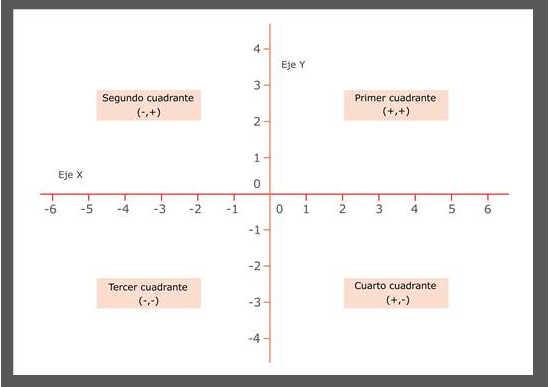 4
Eje Y
3
Segundo cuadrante
(-,+)
Primer cuadrante
(+,+)
2
1
Eje X
0
-6 -5 -4 -3 -2 -1 0 1 2 3 4 5 6
-1
-2
Tercer cuadrante
(-,-)
Cuarto cuadrante
(+,-)
-3
-4